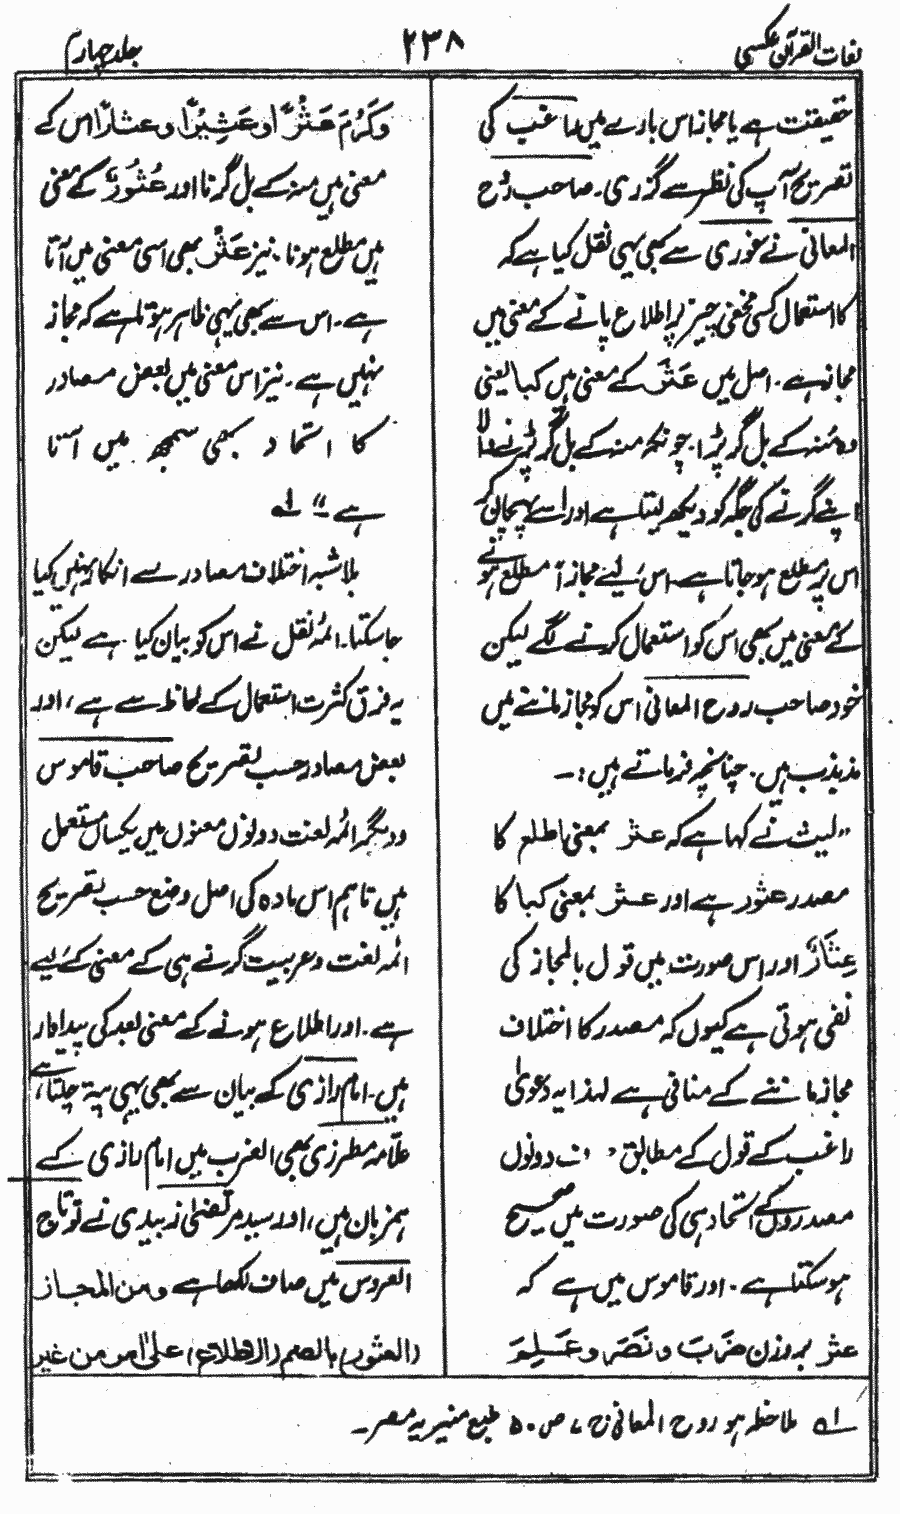 لغات القرآن عکسی
۲۳۸
جلد چہارم
حقیقت ہے یا مجاز اس بارے میں راغب کی
تصریح آپ کی نظر سے گزری۔ صاحب روح
المعانی نے غوری سے بھی یہی نقل کیا ہے کہ
کا استعمال کسی مخفی چیز پر اطلاع پانے کے معنی میں
مجاز ہے۔ اصل میں عَثَرَ کے معنی میں کبا یعنی
وہ منہ کے بل گر پڑا۔ چونکہ منہ کے بل گر پڑنے والا
اپنے گرنے کی جگہ کو دیکھ لیتا ہے اور اسے پہچان کر
اس پر مطلع ہو جاتا ہے۔ اس لیے مجازاً مطلع ہونے
کے معنی میں بھی اس کو استعمال کرنے لگے لیکن
خود صاحب روح المعانی اس کو مجاز ماننے میں
مذبذب ہیں۔ چنانچہ فرماتے ہیں:۔
"لیث نے کہا ہے کہ عثر بمعنی اطلع کا
مصدر عثور ہے اور عثر بمعنی کبا کا
عِثَارٌ اور اس صورت میں قول بالمجاز کی
نفی ہوتی ہے کیوں کہ مصدر کا اختلاف
مجاز ماننے کے منافی ہے لہذا یہ دعویٰ
راغب کے قول کے مطابق دونوں
مصدروں کے اتحاد ہی کی صورت میں صحیح
ہو سکتا ہے۔ اور قاموس میں ہے کہ
عثر بروزن ضَرَبَ و نَصَرَ و عَلِمَ
وَكَرُمَ عَثْرًا و عَثِيْرًا و عثارًا اس کے
معنی میں منہ کے بل گرنا اور عُثُوْرٌ کے معنی
ہیں مطلع ہونا۔ نیز عَثْرٌ بھی اسی معنی میں آتا
ہے۔ اس سے بھی یہی ظاہر ہوتا ہے کہ مجاز
نہیں ہے۔ نیز اس معنی میں بعض مصادر
کا اتحاد بھی سمجھ میں آتا
ہے" لہ
بلا شبہ اختلاف مصادر سے انکار نہیں کیا
جا سکتا۔ ائمہ نقل نے اس کو بیان کیا ہے۔ لیکن
یہ فرق کثرت استعمال کے لحاظ سے ہے، اور
بعض مصادر حسب تصریح صاحب قاموس
و دیگر ائمہ لغت دونوں معنوں میں یکساں مستعمل
ہیں تاہم اس مادہ کی اصل وضع حسب تصریح
ائمہ لغت و عربیت گرنے ہی کے معنی کے لیے
ہے۔ اور اطلاع ہونے کے معنی بعد کی پیداوار
ہیں۔ امام رازی کے بیان سے بھی یہی پتہ چلتا ہے،
علامہ مطرزی بھی المغرب میں امام رازی کے
ہمزبان ہیں، اور سید مرتضیٰ زبیدی نے تو تاج
العروس میں صاف لکھا ہے ومن المجاز
(العثور) بالضم (الاطلاع) علی امر من غیر
لہ ملاحظہ ہو روح المعانی ج ۷، ص ۵۰ طبع منیریہ مصر۔